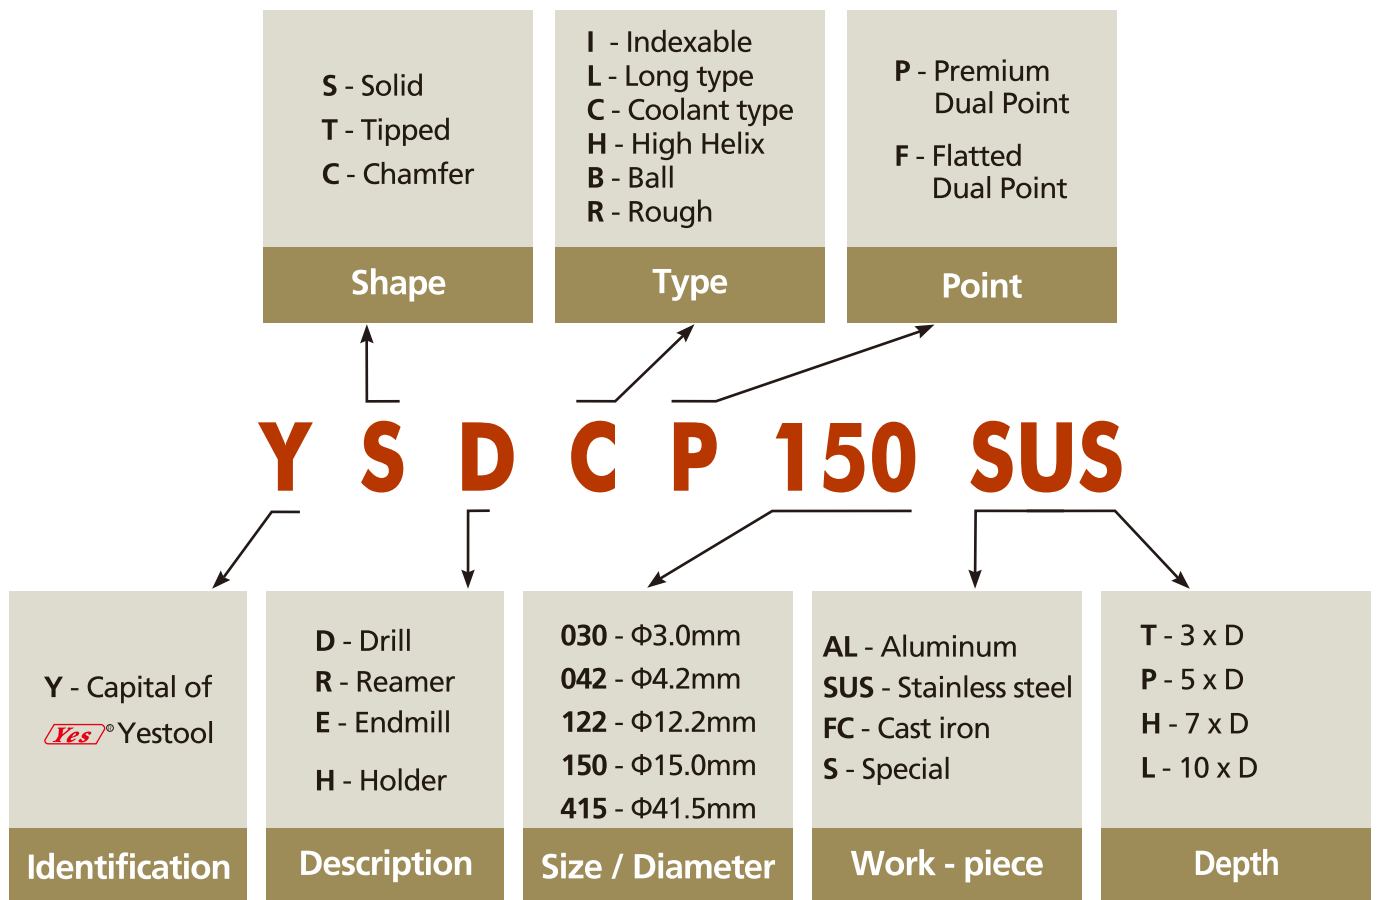 S - Solid
T - Tipped
C - Chamfer
Shape
I - Indexable
L - Long type
C - Coolant type
H - High Helix
B - Ball
R - Rough
Type
P - Premium
Dual Point
F - Flatted
Dual Point
Point
Y S D C P 150 SUS
Y - Capital of
Yes® Yestool
Identification
D - Drill
R - Reamer
E - Endmill
H - Holder
Description
030 - Φ3.0mm
042 - Φ4.2mm
122 - Φ12.2mm
150 - Φ15.0mm
415 - Φ41.5mm
Size / Diameter
AL - Aluminum
SUS - Stainless steel
FC - Cast iron
S - Special
Work - piece
T - 3 x D
P - 5 x D
H - 7 x D
L - 10 x D
Depth